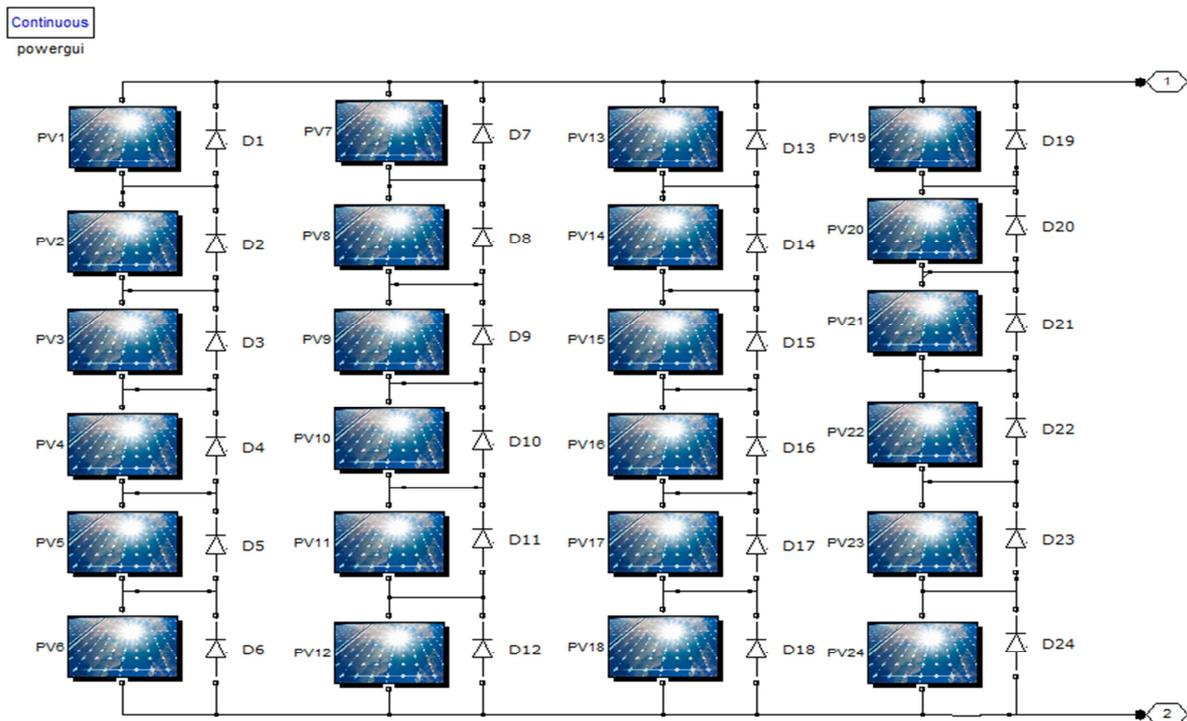 Continuous
powergui
1
PV1
D1
PV7
D7
PV13
D13
PV19
D19
PV2
D2
PV8
D8
PV14
D14
PV20
D20
PV3
D3
PV9
D9
PV15
D15
PV21
D21
PV4
D4
PV10
D10
PV16
D16
PV22
D22
PV5
D5
PV11
D11
PV17
D17
PV23
D23
PV6
D6
PV12
D12
PV18
D18
PV24
D24
2